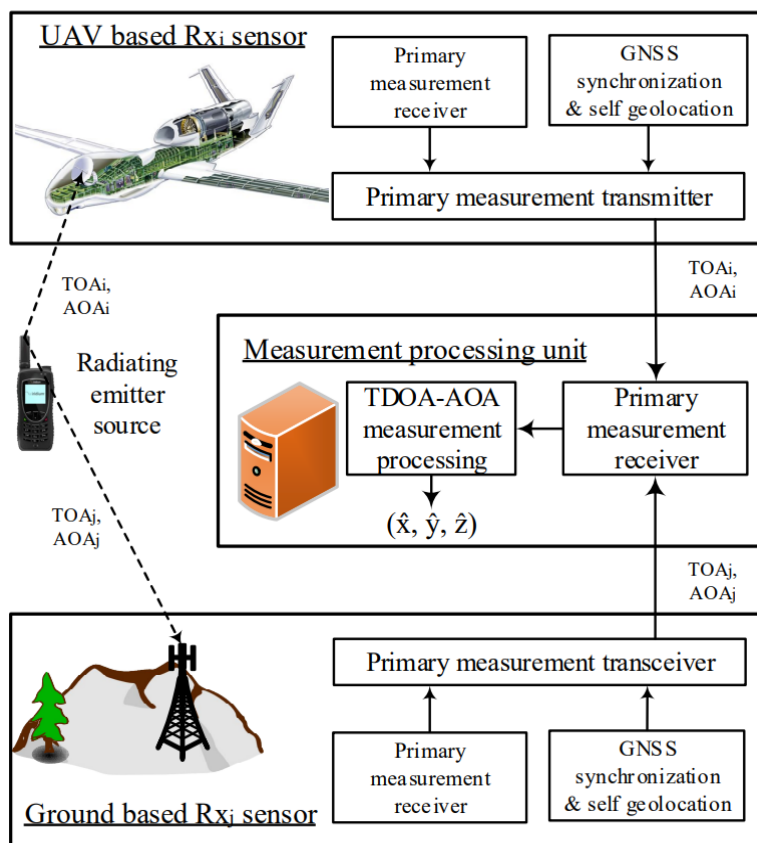 UAV based Rxi sensor
Primary
measurement
receiver
GNSS
synchronization
& self geolocation
Primary measurement transmitter
TOAi,
AOAi
TOAi,
AOAi
Radiating
emitter
source
Measurement processing unit
TDOA-AOA
measurement
processing
Primary
measurement
receiver
(x̂, ŷ, ẑ)
TOAj,
AOAj
TOAj,
AOAj
Primary measurement transceiver
Primary
measurement
receiver
GNSS
synchronization
& self geolocation
Ground based Rxj sensor